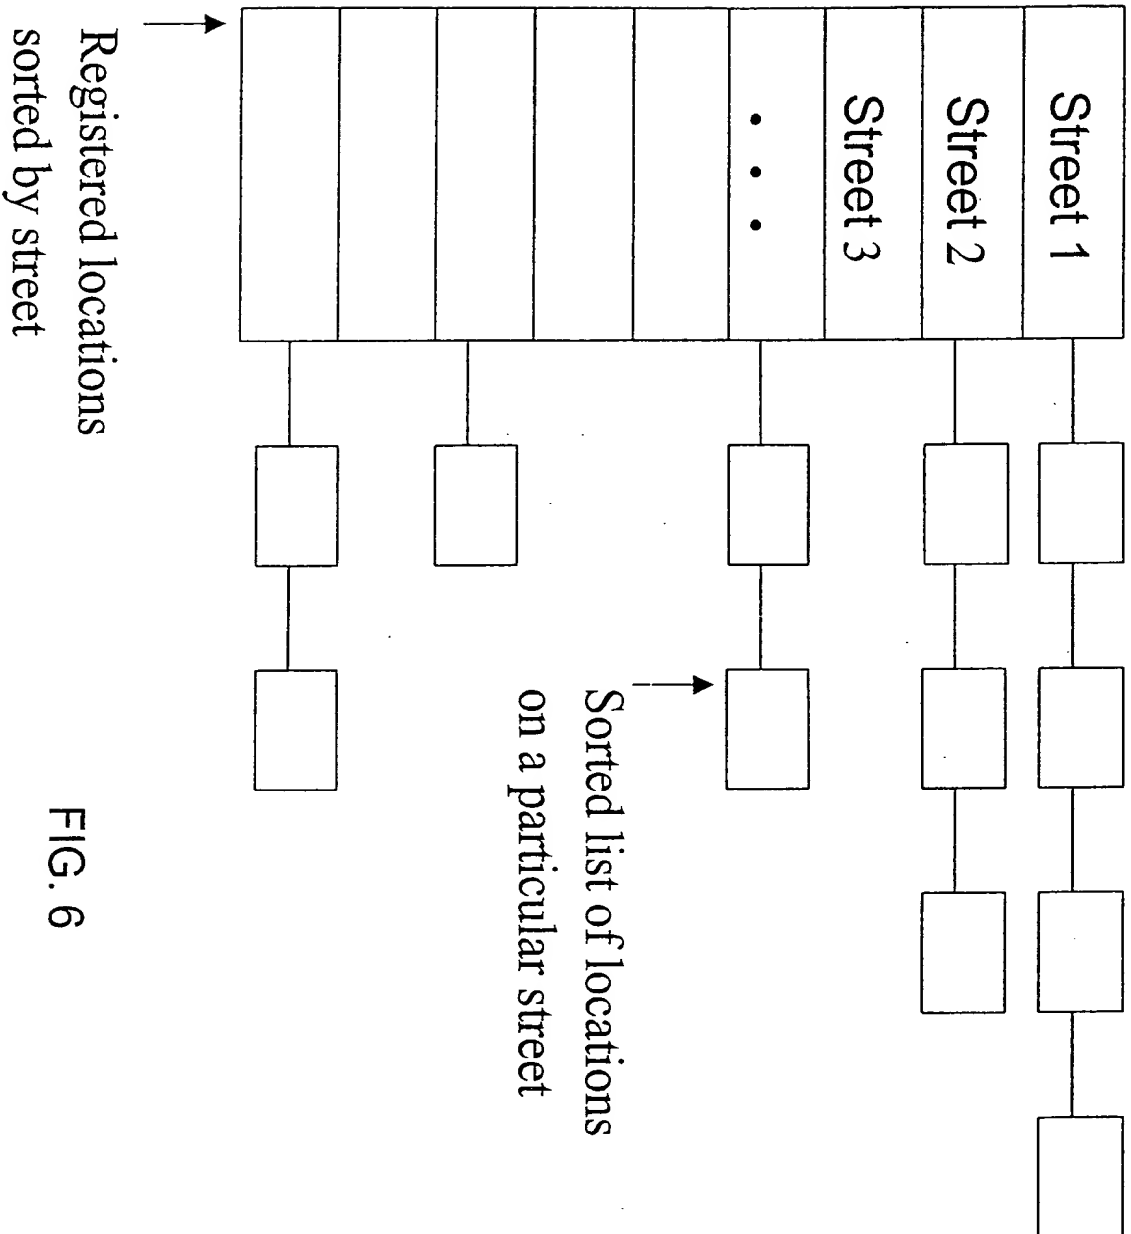 Street 1
Street 2
Street 3
• • •
Sorted list of locations
on a particular street
Registered locations
sorted by street
FIG. 6